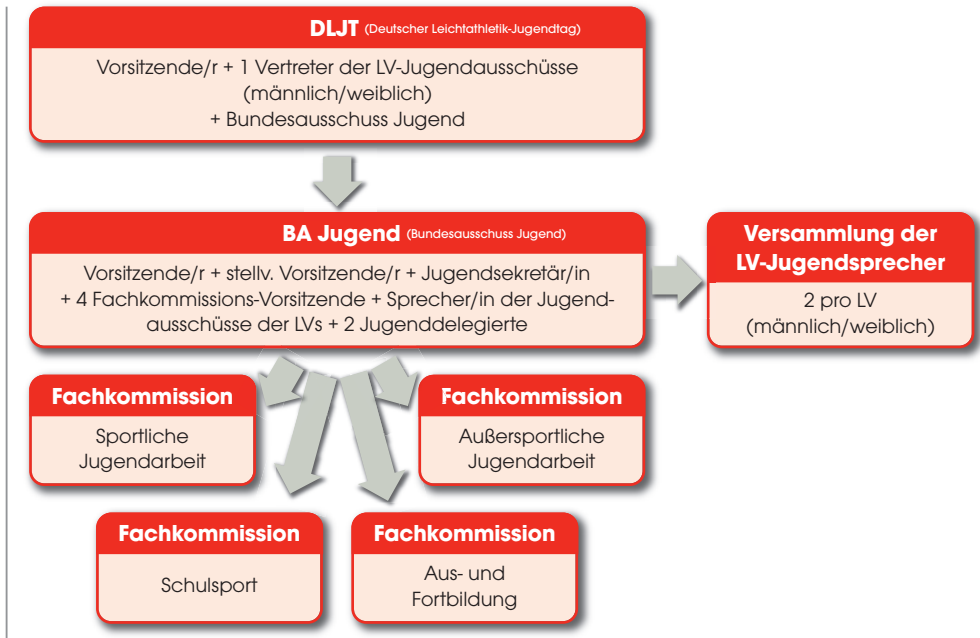 DLJT (Deutscher Leichtathletik-Jugendtag)
Vorsitzende/r + 1 Vertreter der LV-Jugendausschüsse
(männlich/weiblich)
+ Bundesausschuss Jugend
BA Jugend (Bundesausschuss Jugend)
Vorsitzende/r + stellv. Vorsitzende/r + Jugendsekretär/in
+ 4 Fachkommissions-Vorsitzende + Sprecher/in der Jugend-
ausschüsse der LVs + 2 Jugenddelegierte
Versammlung der
LV-Jugendsprecher
2 pro LV
(männlich/weiblich)
Fachkommission
Sportliche
Jugendarbeit
Fachkommission
Außersportliche
Jugendarbeit
Fachkommission
Schulsport
Fachkommission
Aus- und
Fortbildung